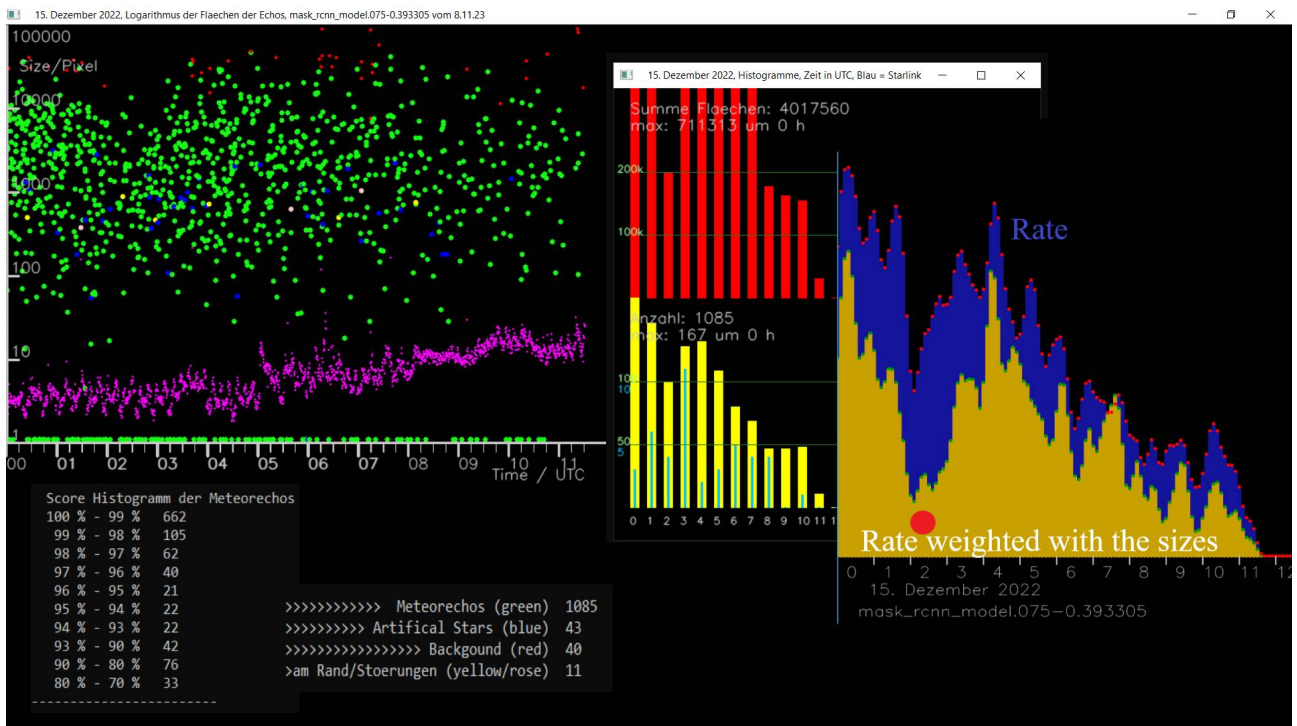 15. Dezember 2022, Logarithmus der Flaechen der Echos, mask_rcnn_model.075-0.393305 vom 8.11.23
100000
Size/Pixel
10000
1000
100
10
1
00 01 02 03 04 05 06 07 08 09 10 11
Time / UTC
15. Dezember 2022, Histogramme, Zeit in UTC, Blau = Starlink
Summe Flaechen: 4017560
max: 711313 um 0 h
200k
100k
Anzahl: 1085
max: 167 um 0 h
10
10
50
5
0 1 2 3 4 5 6 7 8 9 10 11 1
Rate
Rate weighted with the sizes
0 1 2 3 4 5 6 7 8 9 10 11 12
15. Dezember 2022
mask_rcnn_model.075-0.393305
Score Histogramm der Meteorechos
100 % - 99 % 662
99 % - 98 % 105
98 % - 97 % 62
97 % - 96 % 40
96 % - 95 % 21
95 % - 94 % 22
94 % - 93 % 22
93 % - 90 % 42
90 % - 80 % 76
80 % - 70 % 33
-------------------------
>>>>>>>>>>>> Meteorechos (green) 1085
>>>>>>>>>> Artifical Stars (blue) 43
>>>>>>>>>>>>>>>>> Backgound (red) 40
>am Rand/Stoerungen (yellow/rose) 11